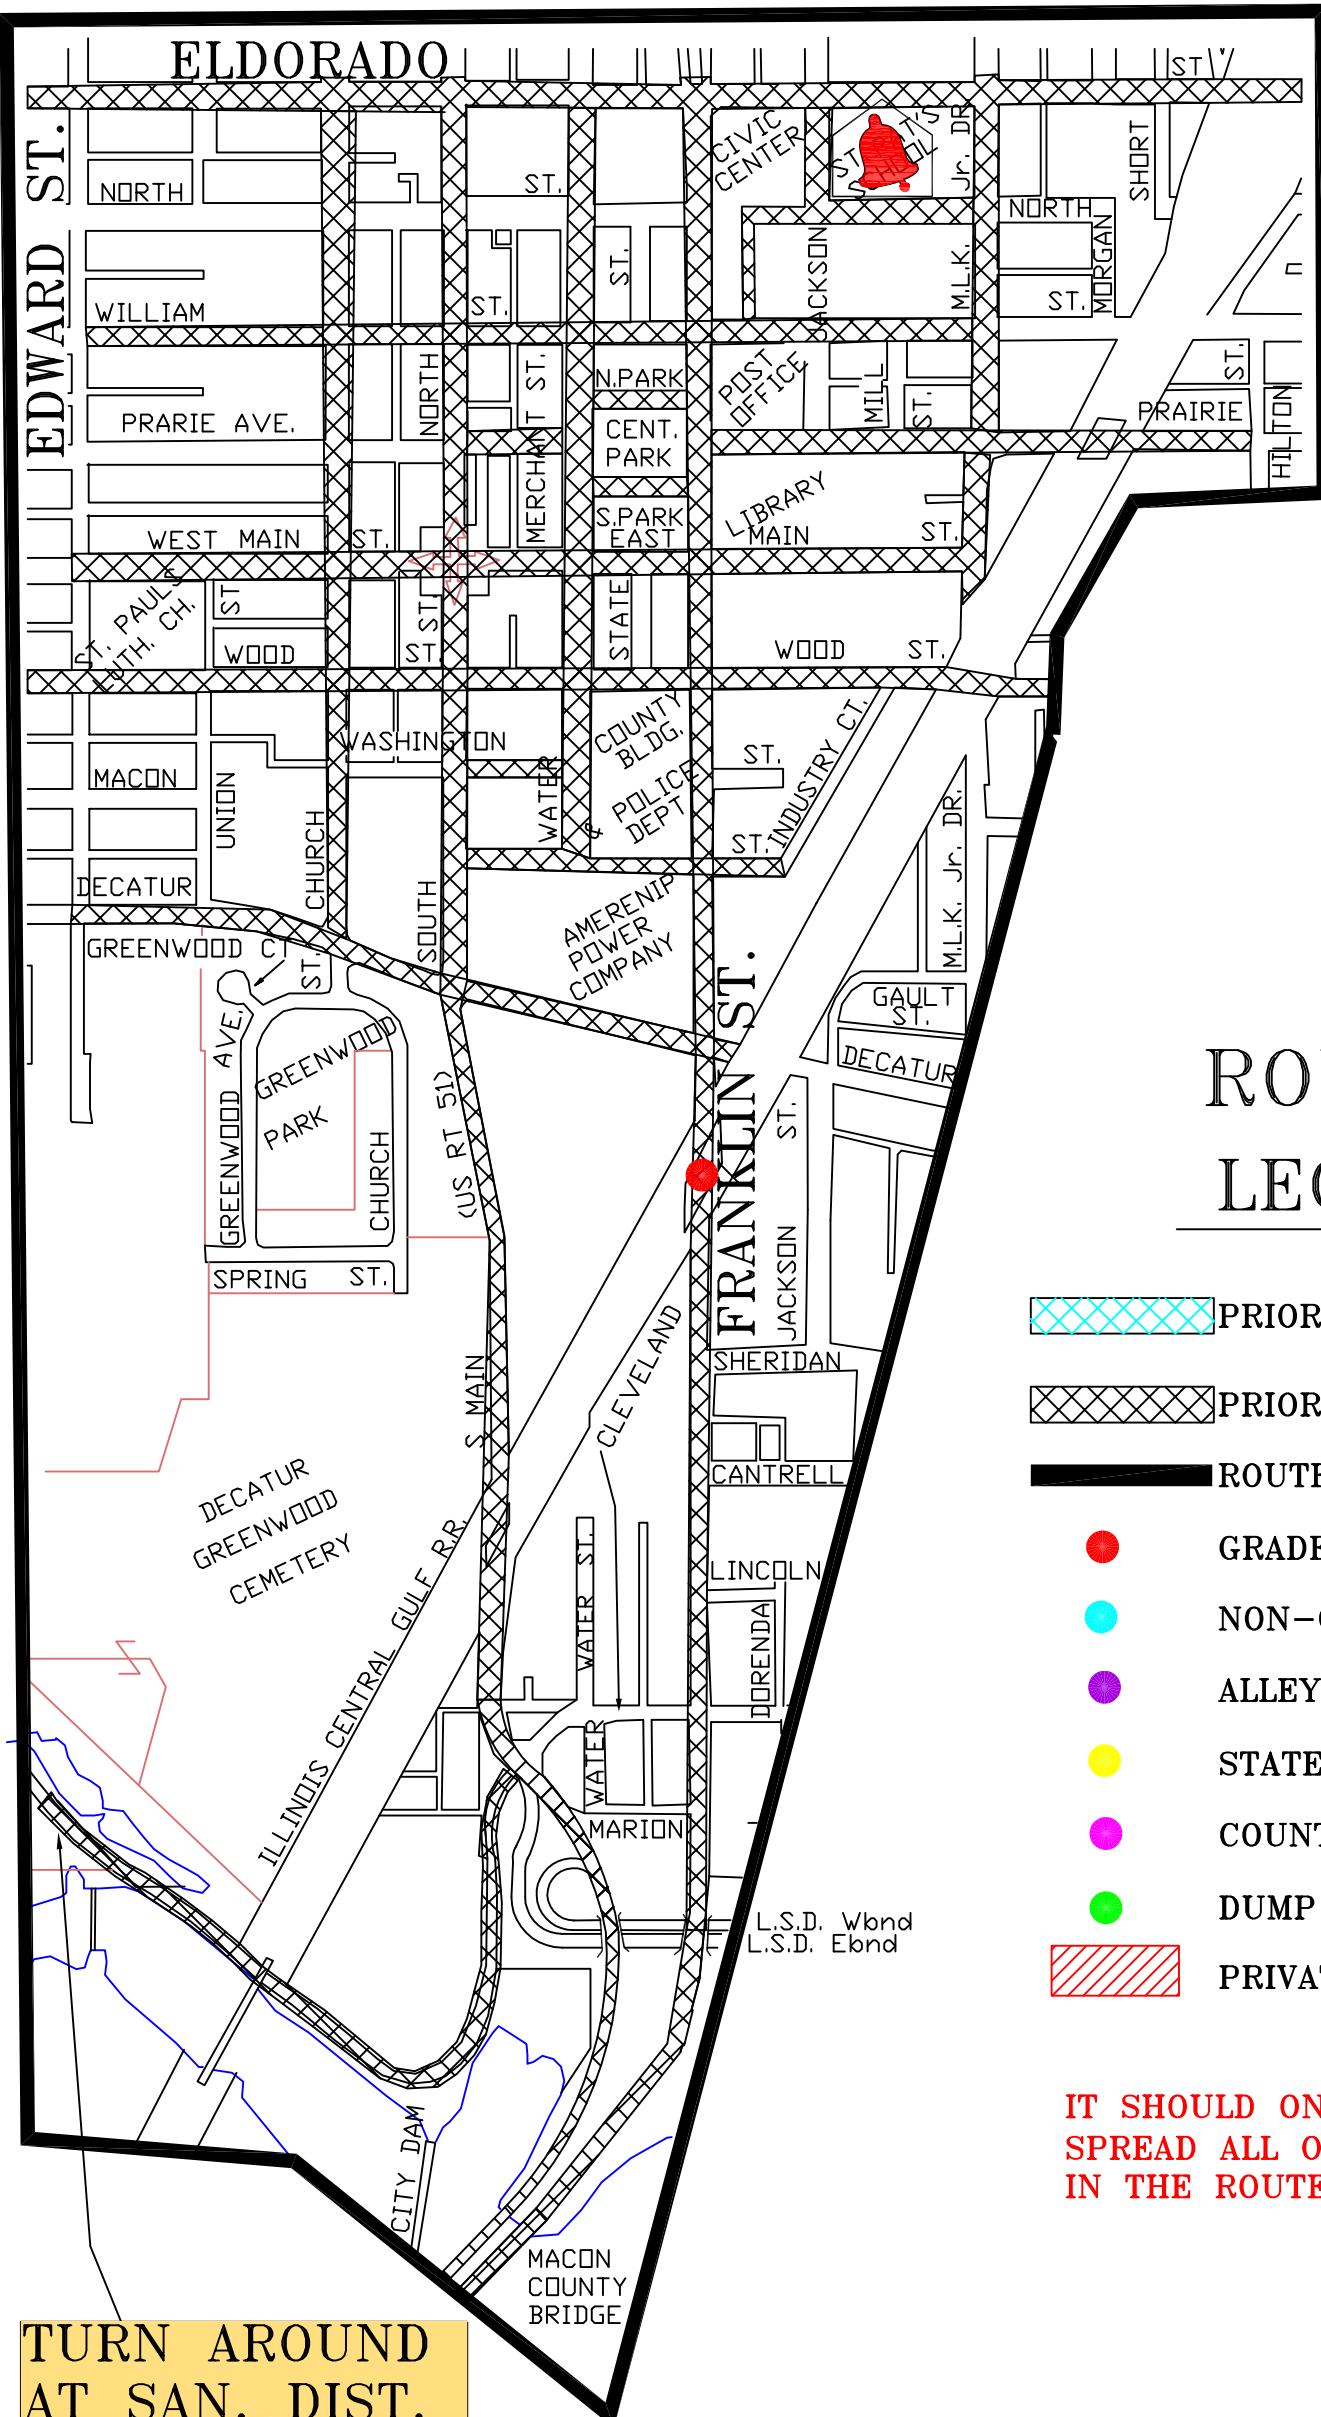 ELDORADO
ST
EDWARD ST.
NORTH
ST.
CIVIC
CENTER
ST. PAT'S
SCHOOL
M.L.K. Jr. DR
SHORT
NORTH
MORGAN
ST.
WILLIAM
ST.
ST.
JACKSON
PRARIE AVE.
NORTH
MERCHANT ST.
N.PARK
CENT.
PARK
S.PARK
POST
OFFICE
MILL
ST.
PRAIRIE
ST.
HILTON
LIBRARY
WEST MAIN
ST.
EAST
MAIN
ST.
ST. PAULS
LUTH. CH.
ST
WOOD
ST.
ST.
STATE
WOOD
ST.
WASHINGTON
COUNTY
BLDG.
& POLICE
DEPT
ST.
ST.
INDUSTRY CT.
MACON
UNION
CHURCH
WATER
DECATUR
SOUTH
AMERENIP
POWER
COMPANY
M.L.K. Jr. DR.
GREENWOOD CT
ST.
FRANKLIN ST.
GAULT
ST.
DECATUR
GREENWOOD AVE.
GREENWOOD
PARK
CHURCH
(US RT 51)
JACKSON
ST.
SPRING
ST.
S MAIN
CLEVELAND
SHERIDAN
CANTRELL
LINCOLN
DORENDA
DECATUR
GREENWOOD
CEMETERY
ILLINOIS CENTRAL GULF R.R.
WATER ST.
WATER
MARION
L.S.D. Wbnd
L.S.D. Ebnd
CITY DAM
MACON
COUNTY
BRIDGE
TURN AROUND
AT SAN. DIST.
RO
LE
PRIOR
PRIOR
ROUTE
GRADE
NON-
ALLEY
STATE
COUNT
DUMP
PRIVA
IT SHOULD ON
SPREAD ALL O
IN THE ROUTE